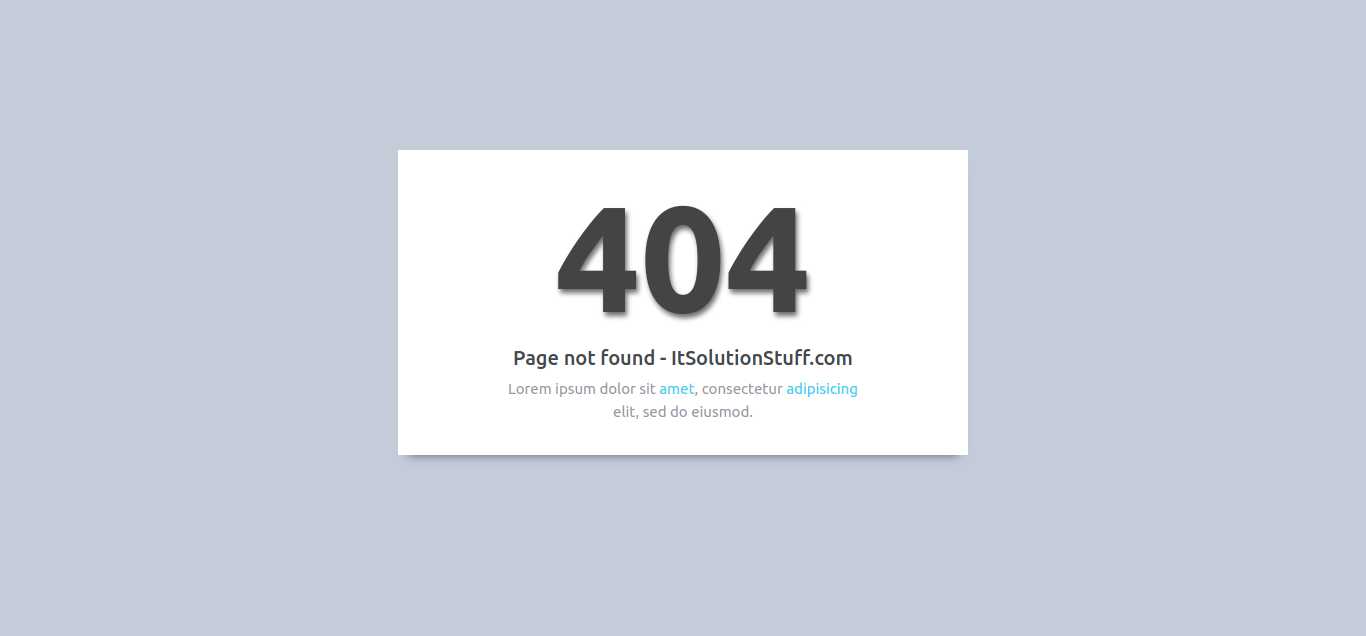 404
Page not found - ItSolutionStuff.com
Lorem ipsum dolor sit amet, consectetur adipisicing
elit, sed do eiusmod.